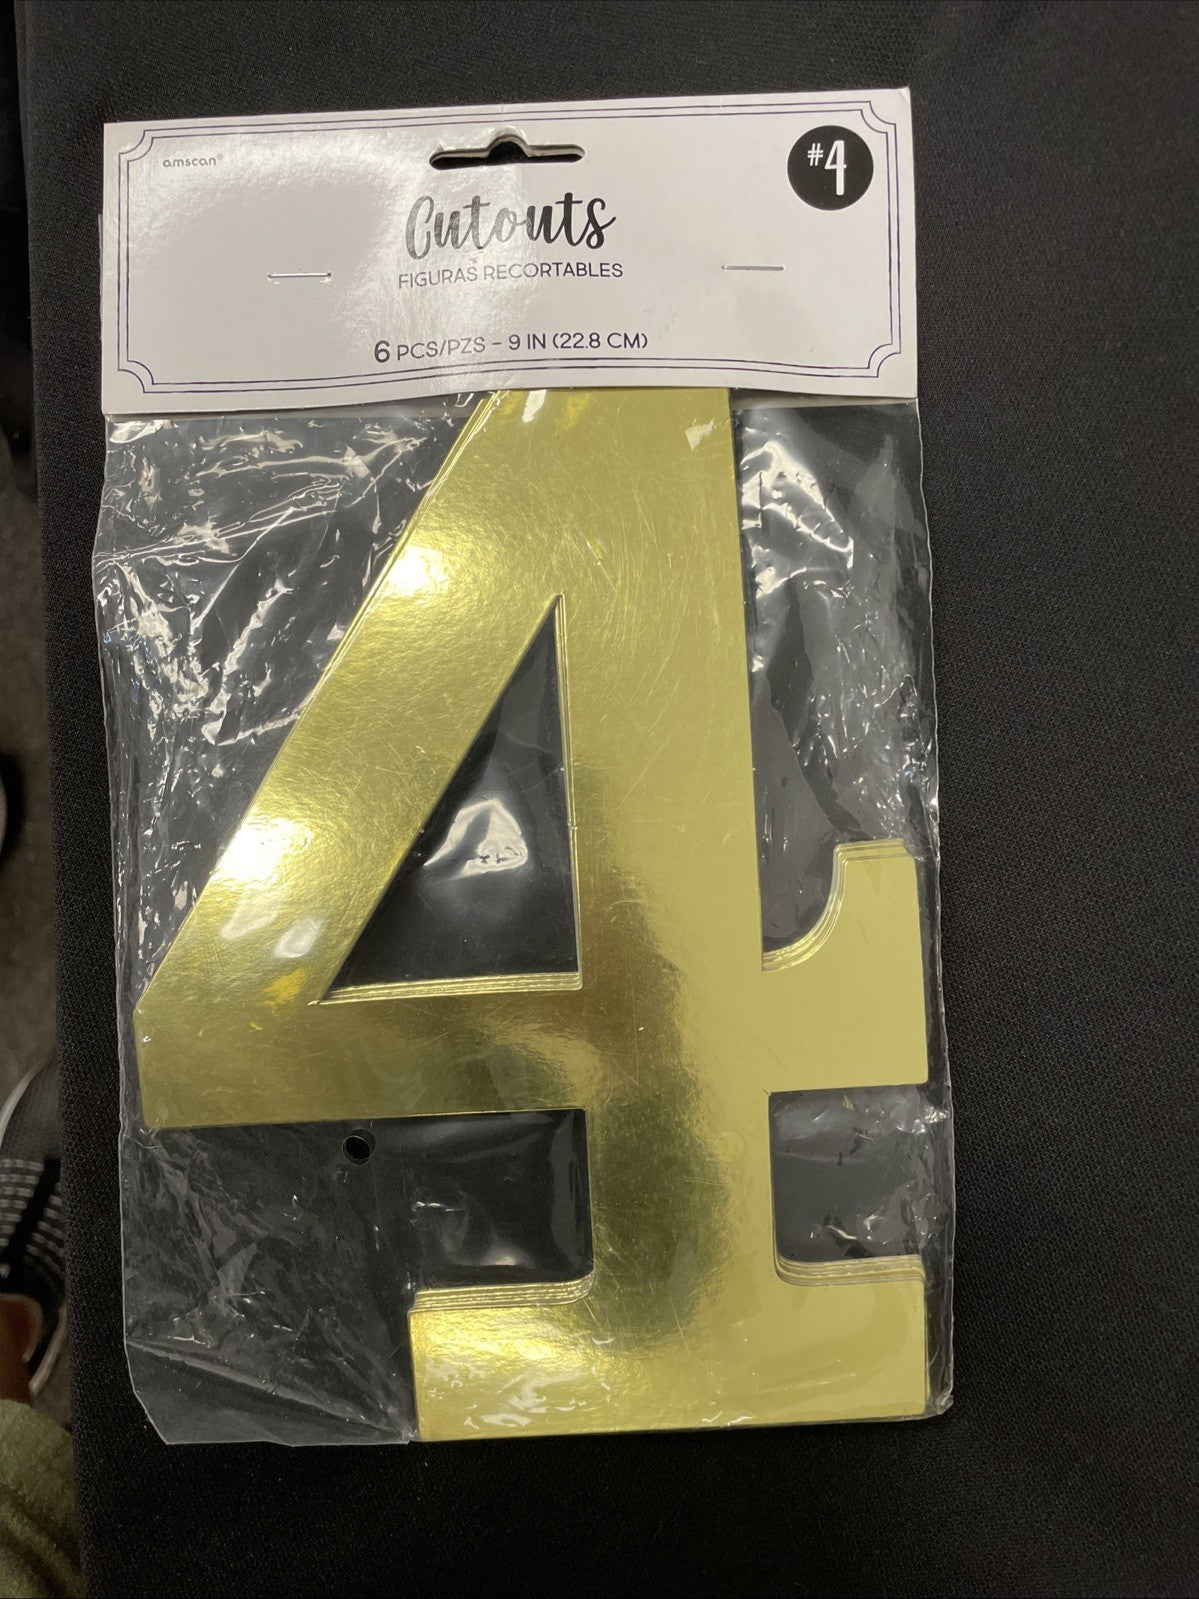 amscan®
#4
Cutouts
FIGURAS RECORTABLES
6 PCS/PZS – 9 IN (22.8 CM)
4